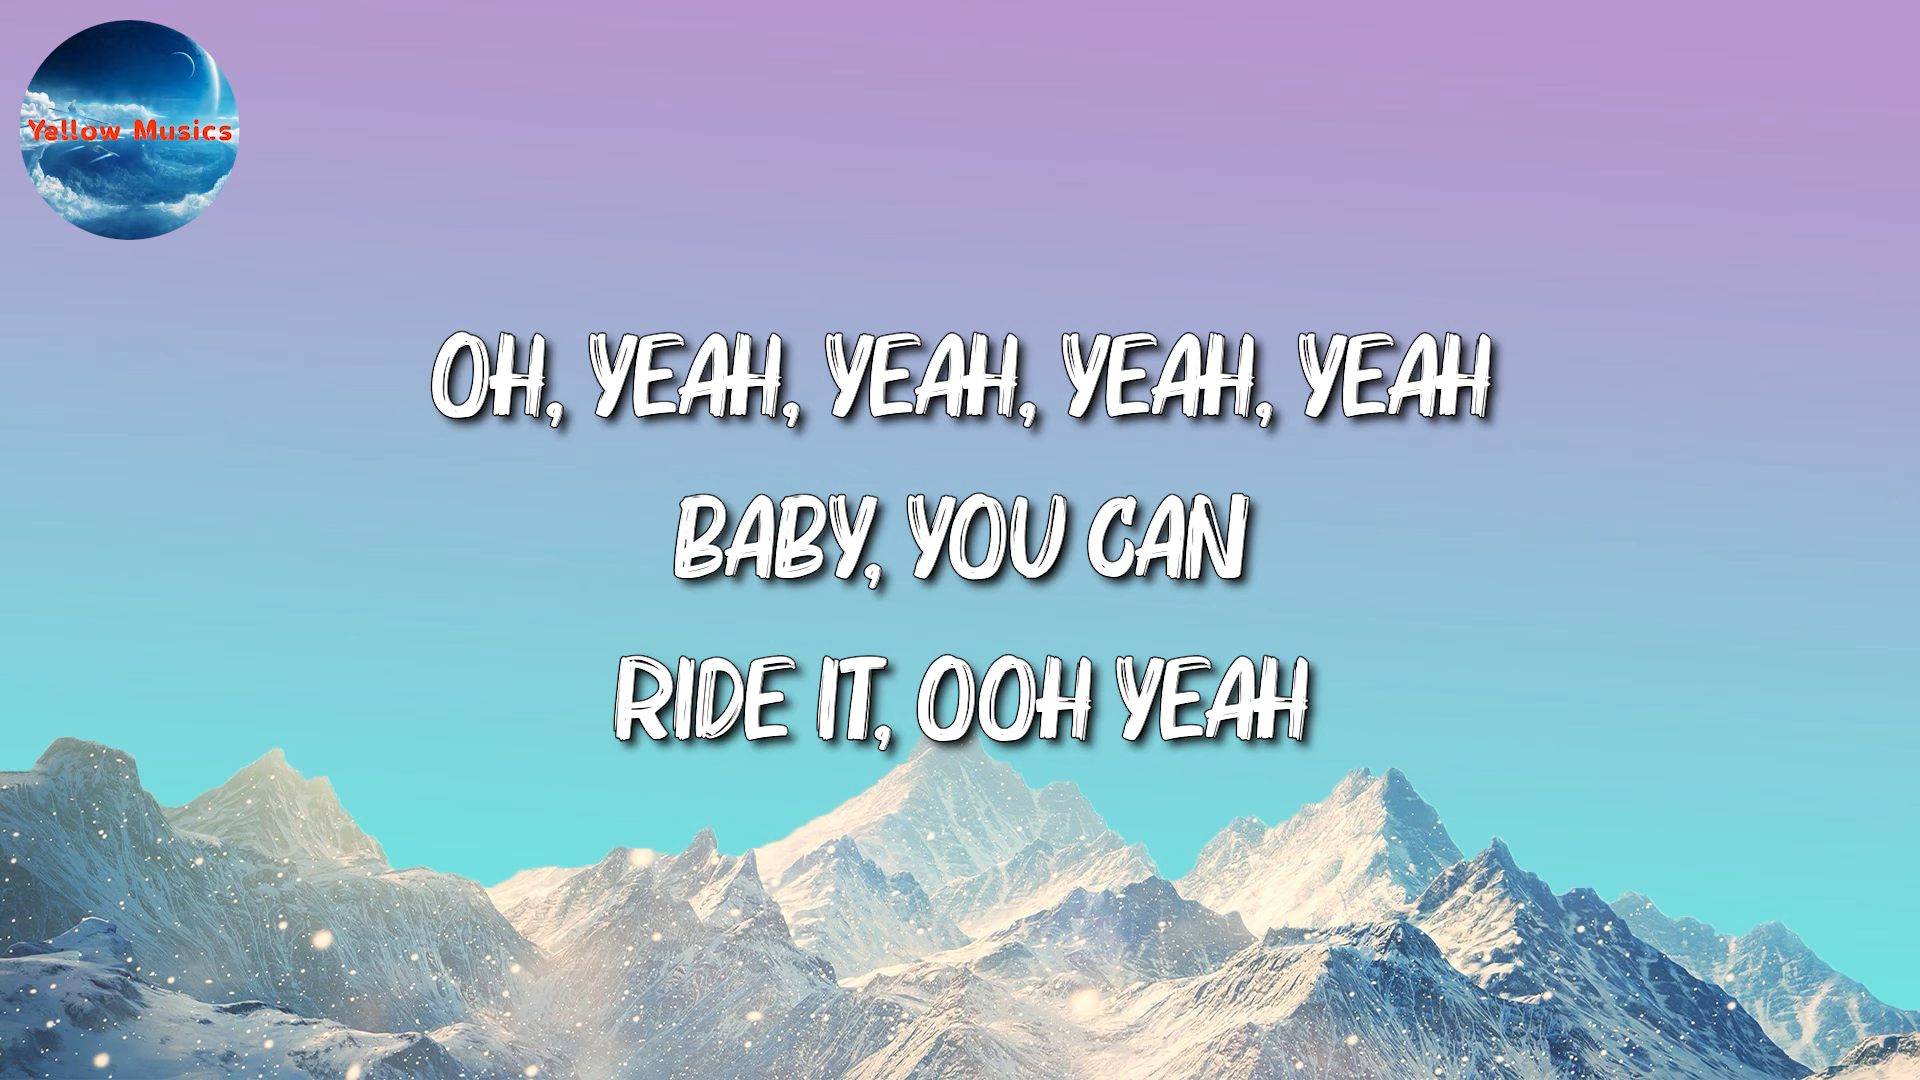 Yellow Musics
OH, YEAH, YEAH, YEAH, YEAH
BABY, YOU CAN
RIDE IT, OOH YEAH